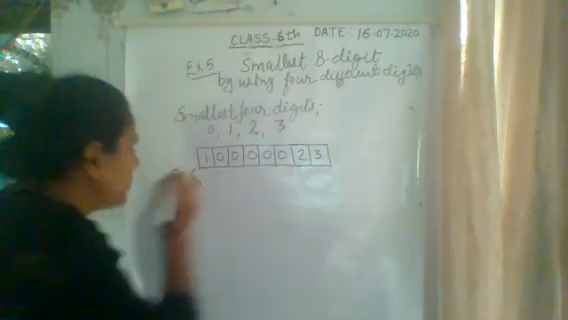 CLASS-6th DATE: 15-07-2020
Ex 5 Smallest 8-digit
by using four different digits
Smallest four digits;
0, 1, 2, 3
1 0 0 0 0 0 2 3